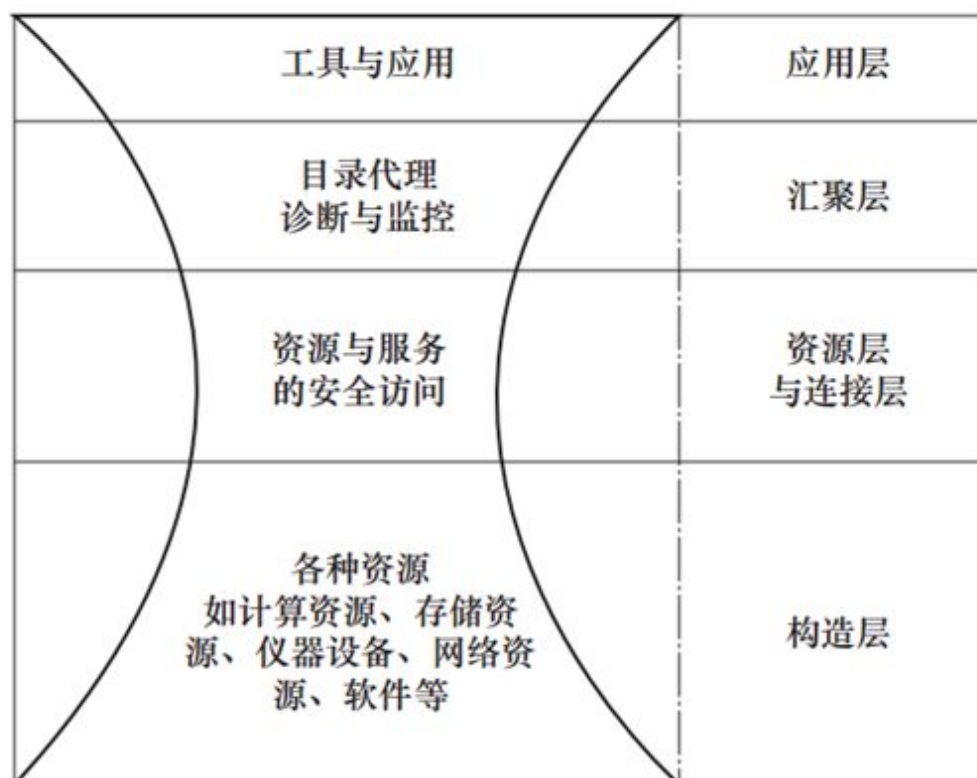 工具与应用
应用层
目录代理
诊断与监控
汇聚层
资源与服务
的安全访问
资源层
与连接层
各种资源
如计算资源、存储资
源、仪器设备、网络资
源、软件等
构造层